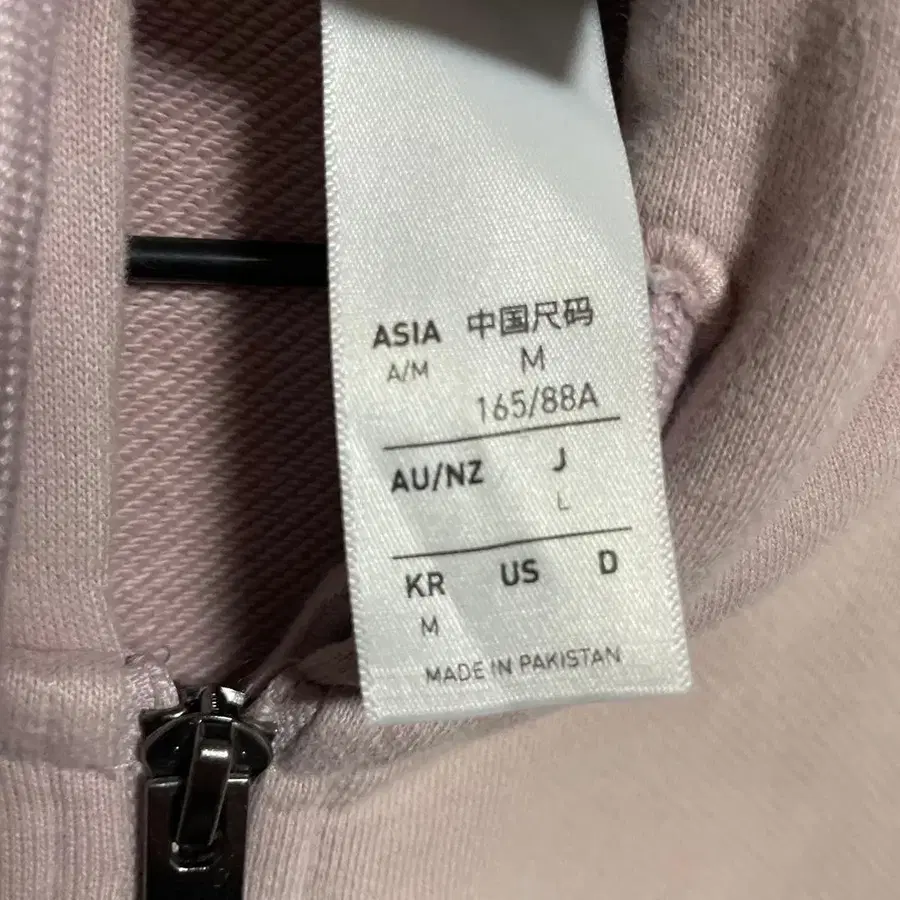 ASIA 中国尺码
A/M M
165/88A
AU/NZ J
L
KR US D
M
MADE IN PAKISTAN